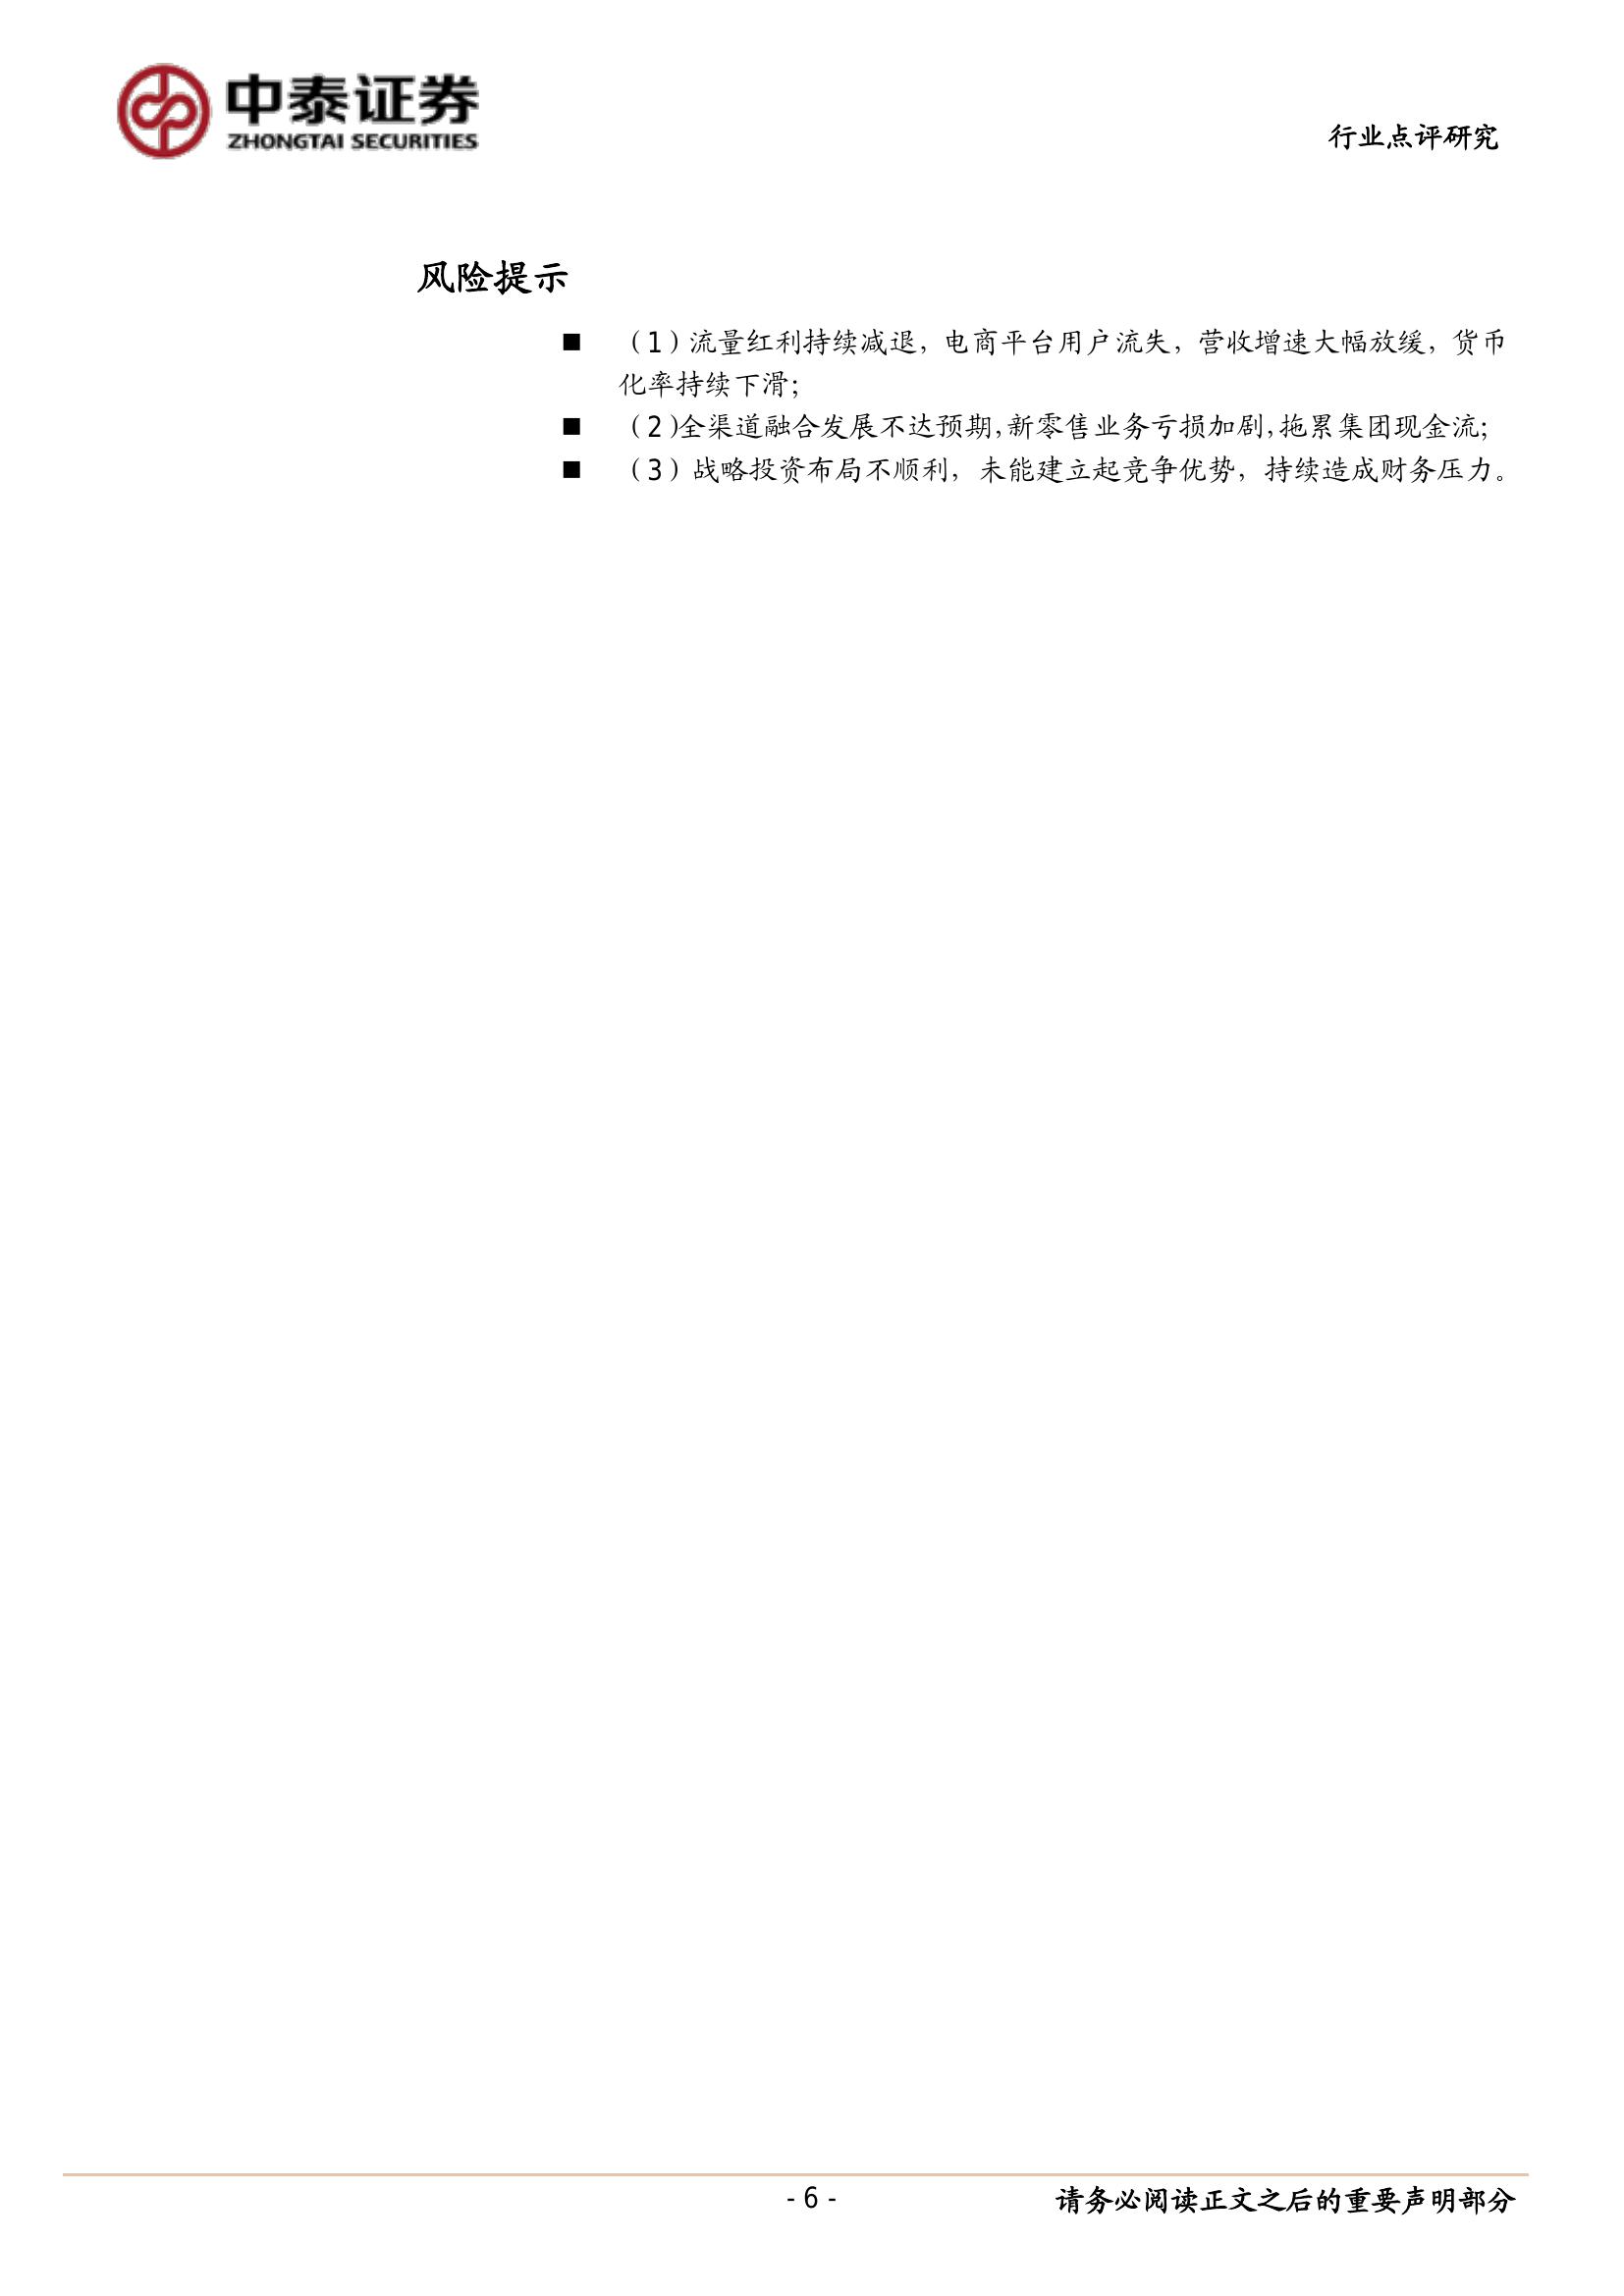 中泰证券
ZHONGTAI SECURITIES
行业点评研究
风险提示
■ （1）流量红利持续减退，电商平台用户流失，营收增速大幅放缓，货币
化率持续下滑；
■ （2）全渠道融合发展不达预期，新零售业务亏损加剧，拖累集团现金流；
■ （3）战略投资布局不顺利，未能建立起竞争优势，持续造成财务压力。
- 6 -
请务必阅读正文之后的重要声明部分